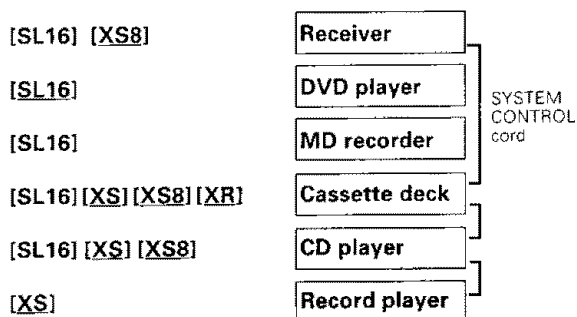 [SL16] [XS8] Receiver
[SL16] DVD player
[SL16] MD recorder
[SL16] [XS] [XS8] [XR] Cassette deck
[SL16] [XS] [XS8] CD player
[XS] Record player
SYSTEM
CONTROL
cord